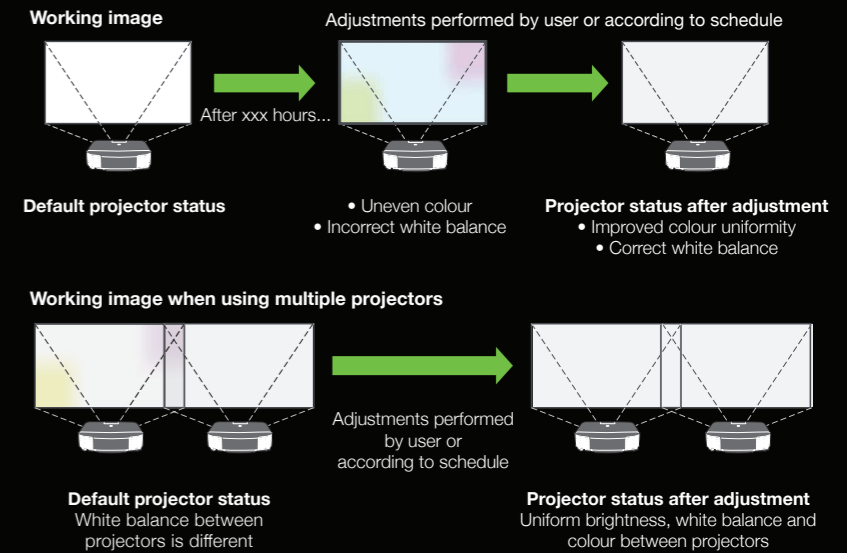 Working image
Adjustments performed by user or according to schedule
After xxx hours...
Default projector status
• Uneven colour
• Incorrect white balance
Projector status after adjustment
• Improved colour uniformity
• Correct white balance
Working image when using multiple projectors
Adjustments performed
by user or
according to schedule
Default projector status
White balance between
projectors is different
Projector status after adjustment
Uniform brightness, white balance and
colour between projectors